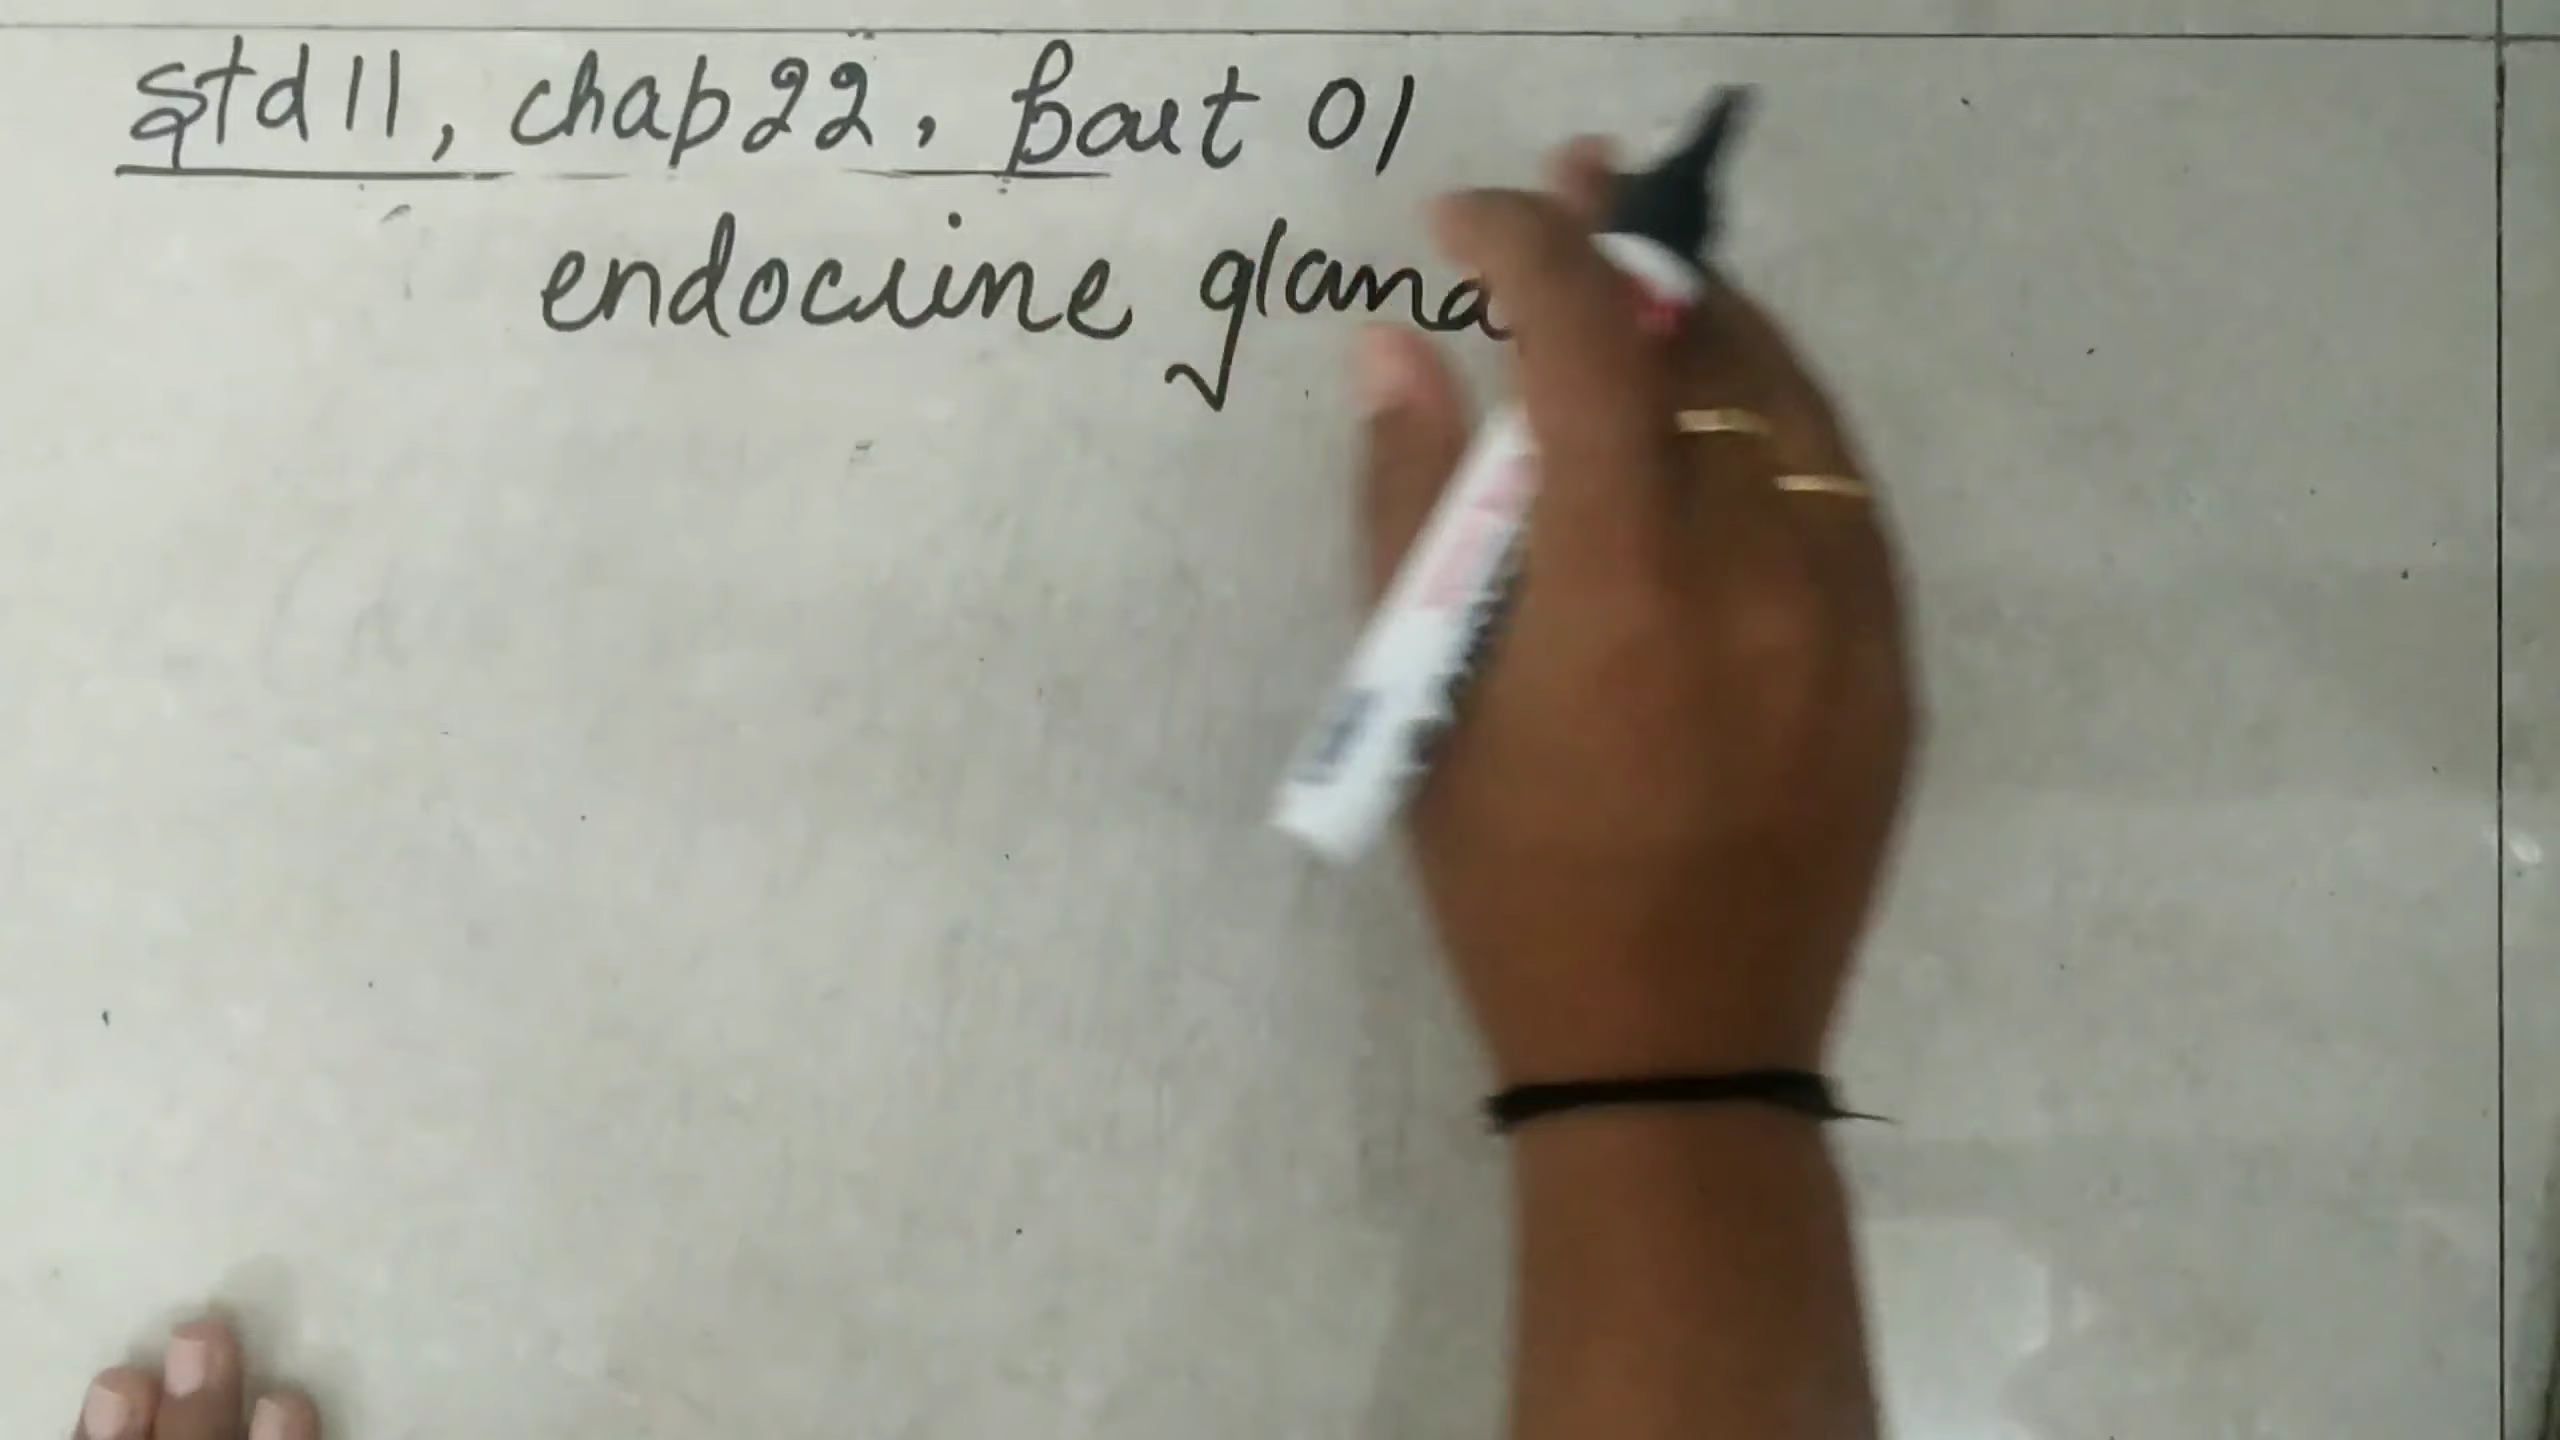 std 11, chap 22, Part 01
endocrine gland